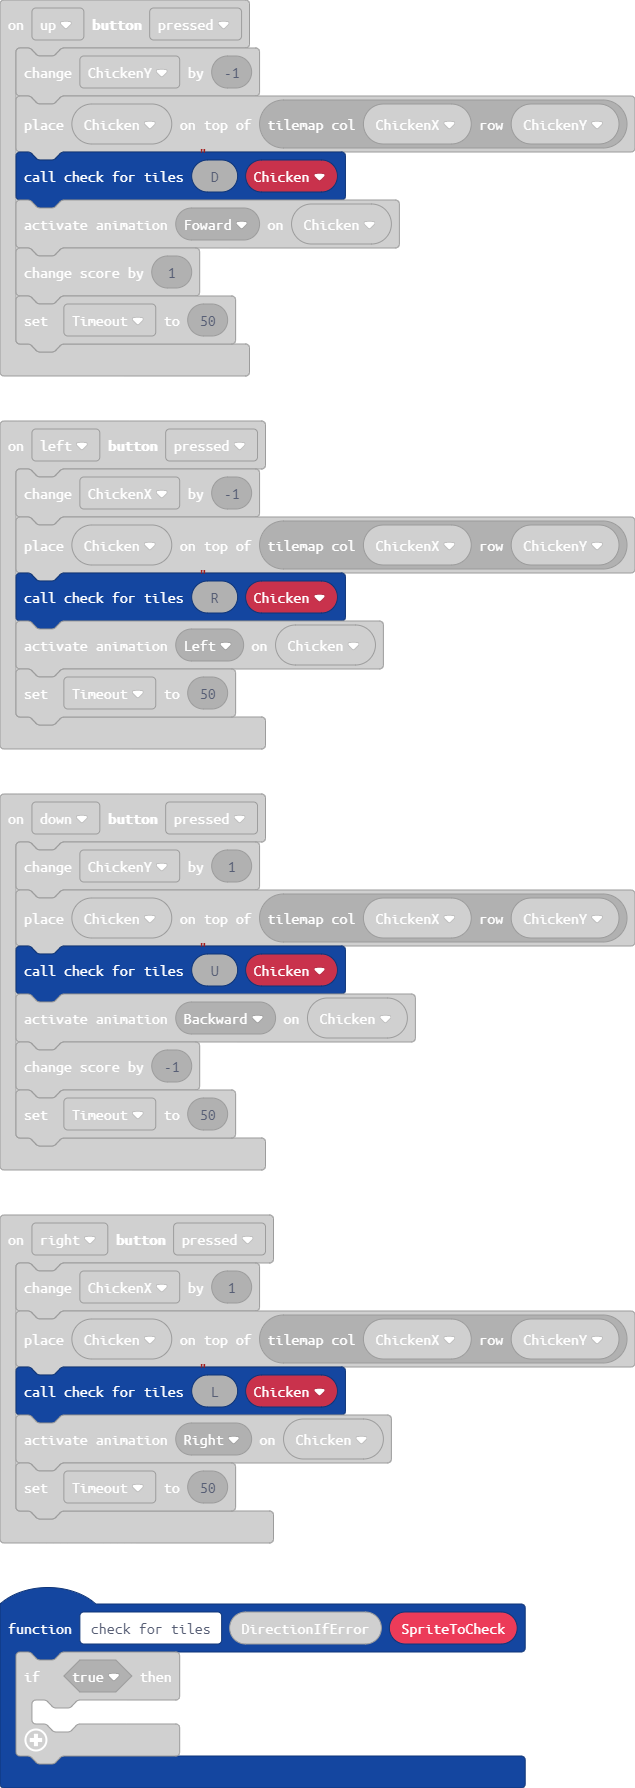 on up button pressed
change ChickenY by -1
place Chicken on top of tilemap col ChickenX row ChickenY
call check for tiles D Chicken
activate animation Foward on Chicken
change score by 1
set Timeout to 50
on left button pressed
change ChickenX by -1
place Chicken on top of tilemap col ChickenX row ChickenY
call check for tiles R Chicken
activate animation Left on Chicken
set Timeout to 50
on down button pressed
change ChickenY by 1
place Chicken on top of tilemap col ChickenX row ChickenY
call check for tiles U Chicken
activate animation Backward on Chicken
change score by -1
set Timeout to 50
on right button pressed
change ChickenX by 1
place Chicken on top of tilemap col ChickenX row ChickenY
call check for tiles L Chicken
activate animation Right on Chicken
set Timeout to 50
function check for tiles DirectionIfError SpriteToCheck
if true then